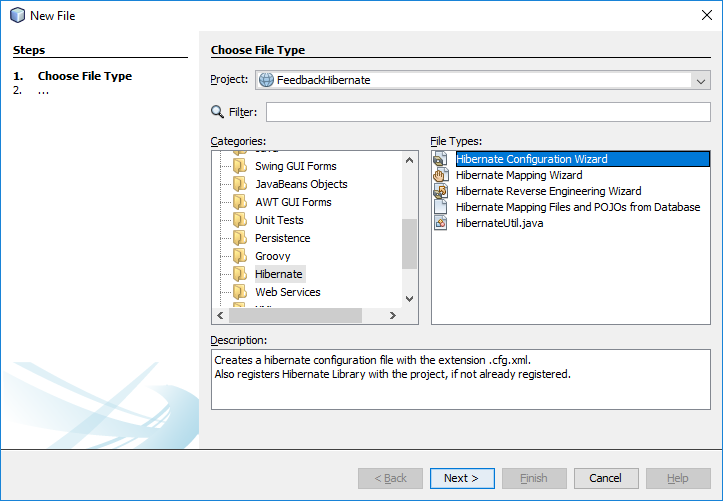 New File
Steps
1. Choose File Type
2. ...
Choose File Type
Project: FeedbackHibernate
Filter:
Categories:
Swing GUI Forms
JavaBeans Objects
AWT GUI Forms
Unit Tests
Persistence
Groovy
Hibernate
Web Services
File Types:
Hibernate Configuration Wizard
Hibernate Mapping Wizard
Hibernate Reverse Engineering Wizard
Hibernate Mapping Files and POJOs from Database
HibernateUtil.java
Description:
Creates a hibernate configuration file with the extension .cfg.xml.
Also registers Hibernate Library with the project, if not already registered.
< Back
Next >
Finish
Cancel
Help